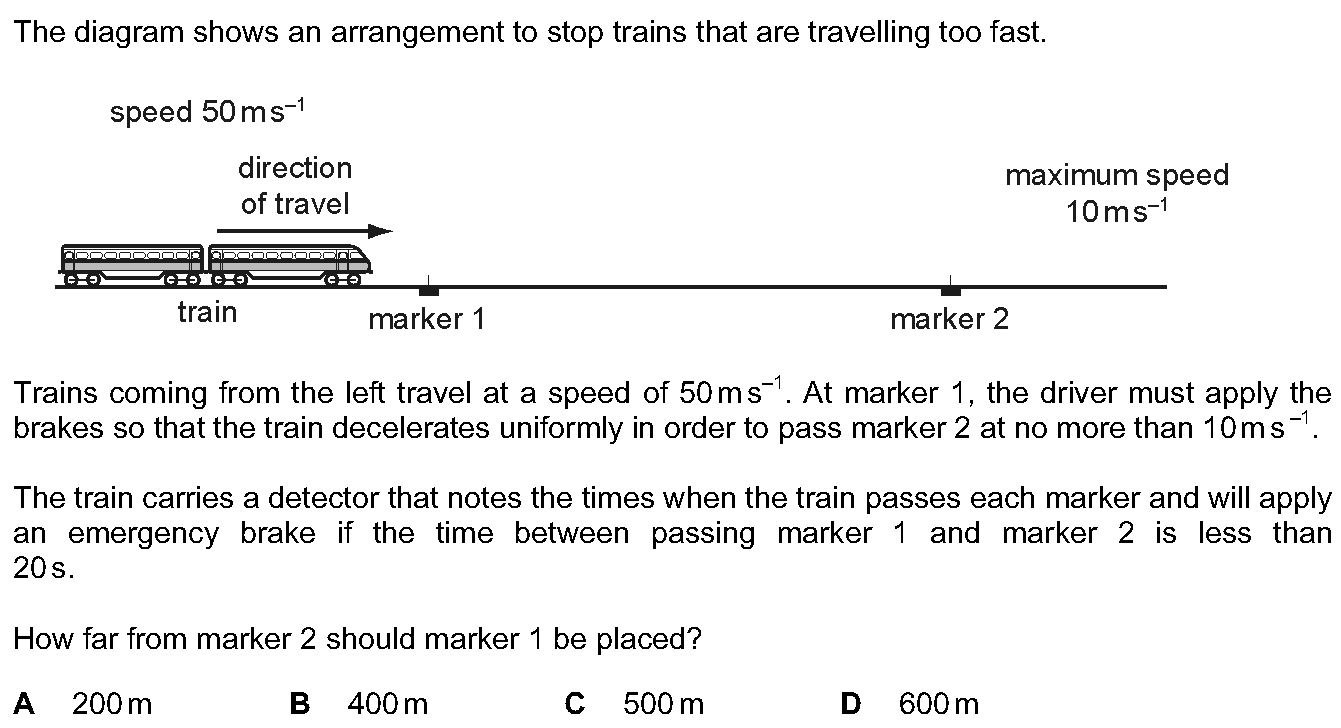 The diagram shows an arrangement to stop trains that are travelling too fast.
speed 50 m s⁻¹
direction
of travel
maximum speed
10 m s⁻¹
train
marker 1
marker 2
Trains coming from the left travel at a speed of 50 m s⁻¹. At marker 1, the driver must apply the
brakes so that the train decelerates uniformly in order to pass marker 2 at no more than 10 m s⁻¹.
The train carries a detector that notes the times when the train passes each marker and will apply
an emergency brake if the time between passing marker 1 and marker 2 is less than
20 s.
How far from marker 2 should marker 1 be placed?
A 200 m B 400 m C 500 m D 600 m